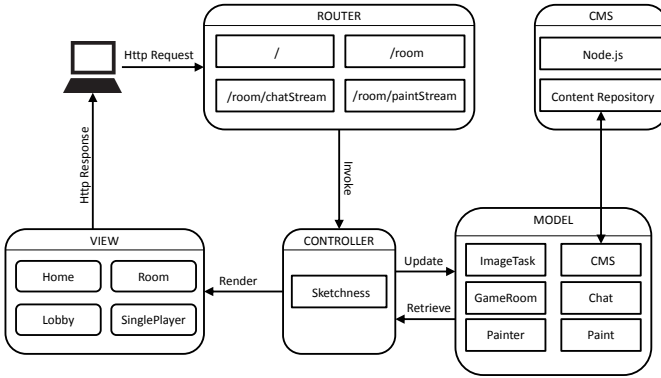 ROUTER
CMS
/
/room
/room/chatStream
/room/paintStream
Node.js
Content Repository
Http Request
Http Response
Invoke
VIEW
Home
Room
Lobby
SinglePlayer
Render
CONTROLLER
Sketchness
Update
Retrieve
MODEL
ImageTask
CMS
GameRoom
Chat
Painter
Paint